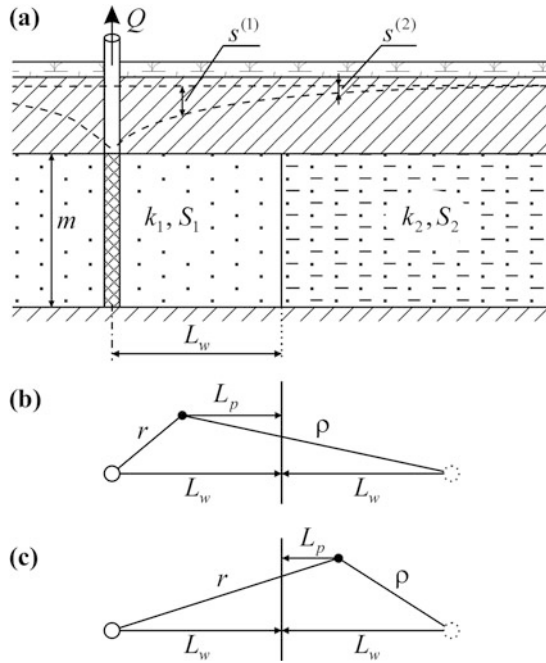 (a)
Q
s(1)
s(2)
m
k1, S1
k2, S2
Lw
(b)
Lp
r
ρ
Lw
Lw
(c)
Lp
r
ρ
Lw
Lw